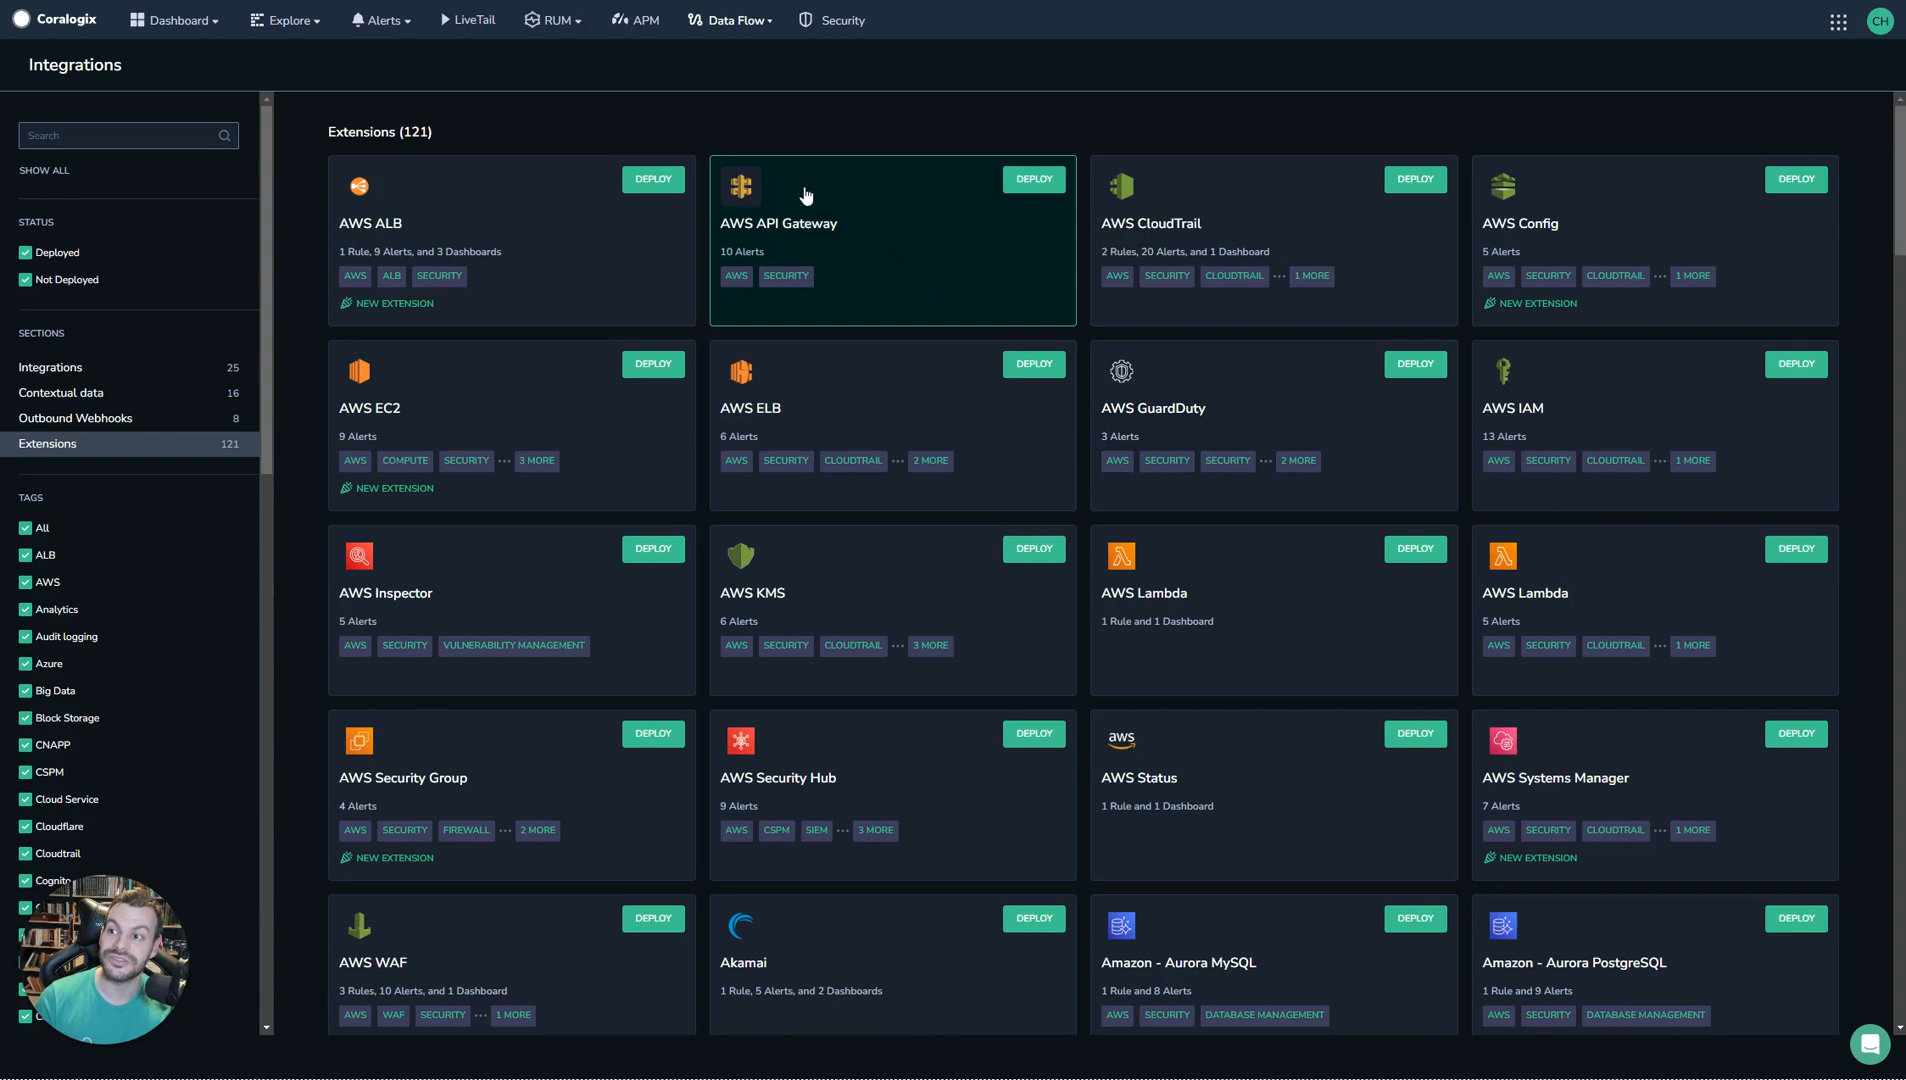 Coralogix
Dashboard
Explore
Alerts
LiveTail
RUM
APM
Data Flow
Security
CH
Integrations
Search
SHOW ALL
STATUS
Deployed
Not Deployed
SECTIONS
Integrations 25
Contextual data 16
Outbound Webhooks 8
Extensions 121
TAGS
All
ALB
AWS
Analytics
Audit logging
Azure
Big Data
Block Storage
CNAPP
CSPM
Cloud Service
Cloudflare
Cloudtrail
Extensions (121)
DEPLOY
AWS ALB
1 Rule, 9 Alerts, and 3 Dashboards
AWS ALB SECURITY
NEW EXTENSION
DEPLOY
AWS API Gateway
10 Alerts
AWS SECURITY
DEPLOY
AWS CloudTrail
2 Rules, 20 Alerts, and 1 Dashboard
AWS SECURITY CLOUDTRAIL ··· 1 MORE
DEPLOY
AWS Config
5 Alerts
AWS SECURITY CLOUDTRAIL ··· 1 MORE
NEW EXTENSION
DEPLOY
AWS EC2
9 Alerts
AWS COMPUTE SECURITY ··· 3 MORE
NEW EXTENSION
DEPLOY
AWS ELB
6 Alerts
AWS SECURITY CLOUDTRAIL ··· 2 MORE
DEPLOY
AWS GuardDuty
3 Alerts
AWS SECURITY SECURITY ··· 2 MORE
DEPLOY
AWS IAM
13 Alerts
AWS SECURITY CLOUDTRAIL ··· 1 MORE
DEPLOY
AWS Inspector
5 Alerts
AWS SECURITY VULNERABILITY MANAGEMENT
DEPLOY
AWS KMS
6 Alerts
AWS SECURITY CLOUDTRAIL ··· 3 MORE
DEPLOY
AWS Lambda
1 Rule and 1 Dashboard
DEPLOY
AWS Lambda
5 Alerts
AWS SECURITY CLOUDTRAIL ··· 1 MORE
DEPLOY
AWS Security Group
4 Alerts
AWS SECURITY FIREWALL ··· 2 MORE
NEW EXTENSION
DEPLOY
AWS Security Hub
9 Alerts
AWS CSPM SIEM ··· 3 MORE
aws
DEPLOY
AWS Status
1 Rule and 1 Dashboard
DEPLOY
AWS Systems Manager
7 Alerts
AWS SECURITY CLOUDTRAIL ··· 1 MORE
NEW EXTENSION
DEPLOY
AWS WAF
3 Rules, 10 Alerts, and 1 Dashboard
AWS WAF SECURITY ··· 1 MORE
DEPLOY
Akamai
1 Rule, 5 Alerts, and 2 Dashboards
DEPLOY
Amazon - Aurora MySQL
1 Rule and 8 Alerts
AWS SECURITY DATABASE MANAGEMENT
DEPLOY
Amazon - Aurora PostgreSQL
1 Rule and 9 Alerts
AWS SECURITY DATABASE MANAGEMENT